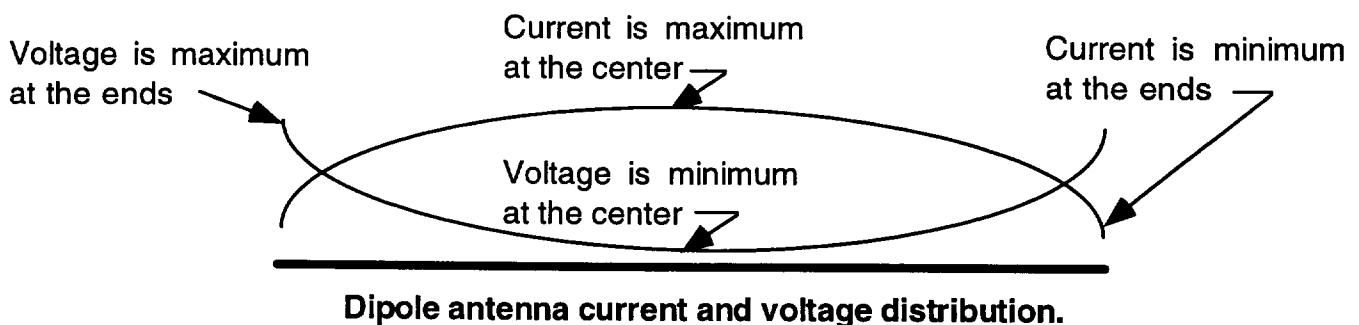 Voltage is maximum
at the ends
Current is maximum
at the center
Current is minimum
at the ends
Voltage is minimum
at the center
Dipole antenna current and voltage distribution.